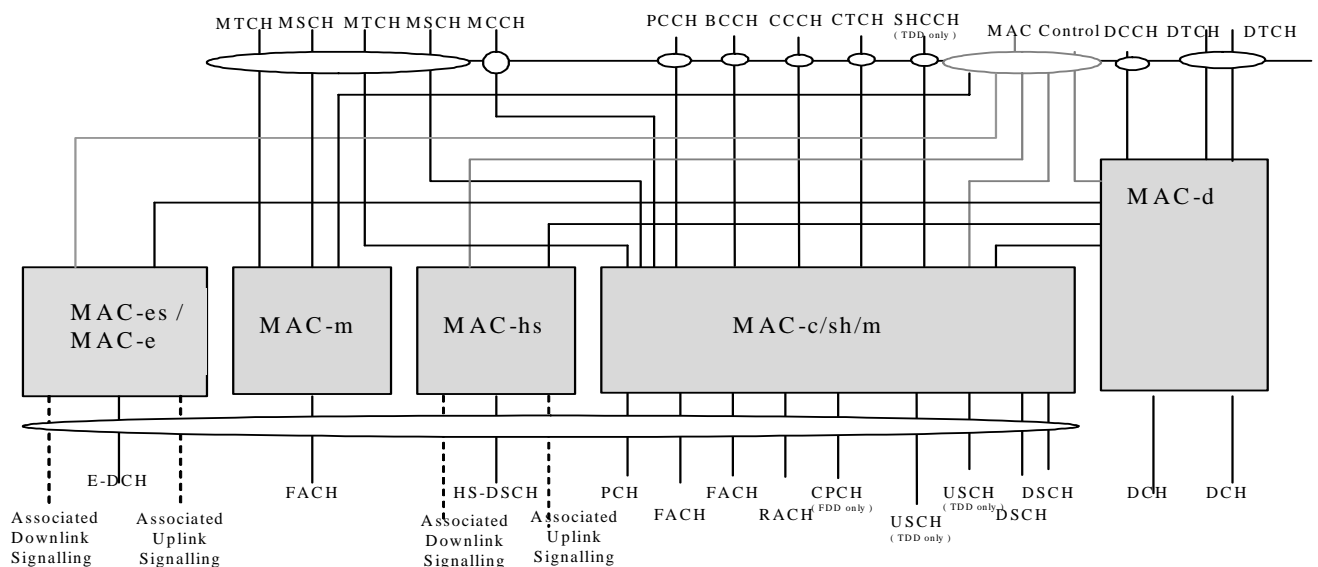 MTCH MSCH MTCH MSCH MCCH PCCH BCCH CCCH CTCH SHCCH MAC Control DCCH DTCH DTCH
( TDD only )
MAC-d
MAC-es /
MAC-e
MAC-m
MAC-hs
MAC-c/sh/m
E-DCH
FACH
HS-DSCH
PCH
FACH
CPCH
( FDD only )
USCH
( TDD only )
DSCH
DCH
DCH
FACH
RACH
USCH
( TDD only )
DSCH
Associated
Downlink
Signalling
Associated
Uplink
Signalling
Associated
Downlink
Signalling
Associated
Uplink
Signalling